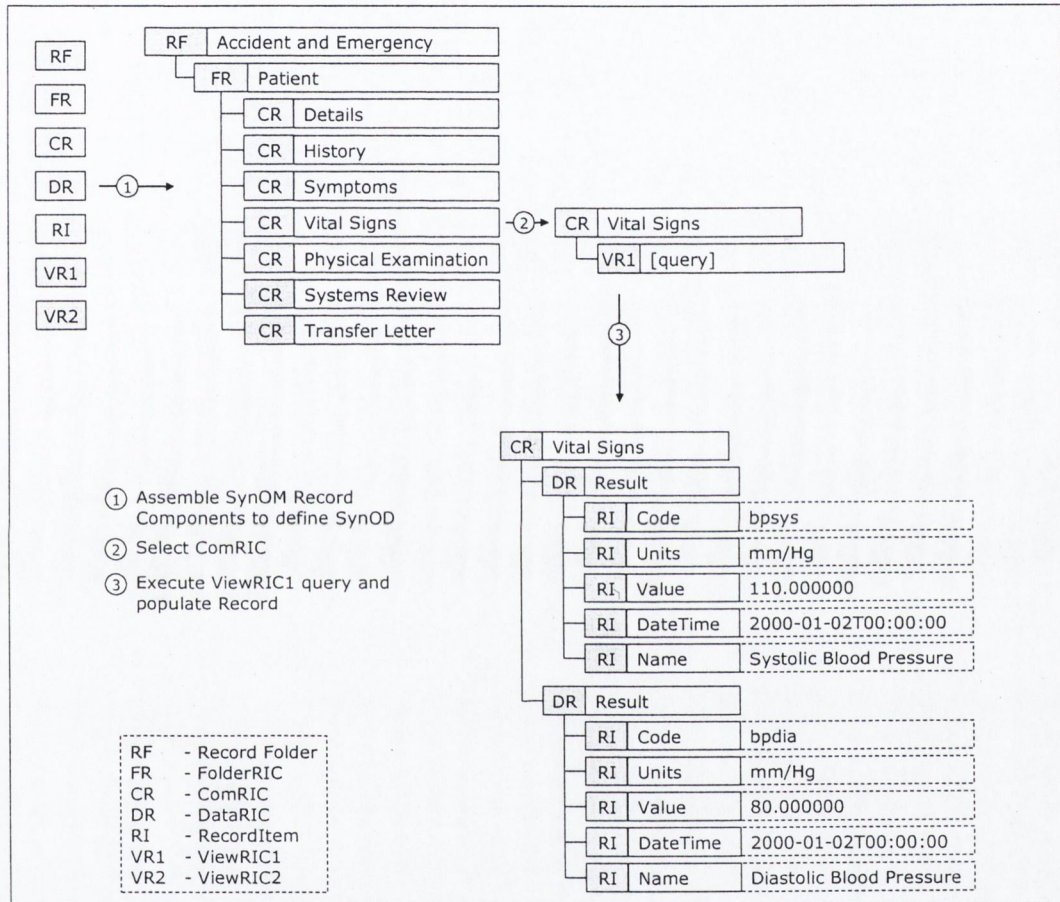 RF
FR
CR
DR
RI
VR1
VR2
1
RF Accident and Emergency
FR Patient
CR Details
CR History
CR Symptoms
CR Vital Signs
CR Physical Examination
CR Systems Review
CR Transfer Letter
2
CR Vital Signs
VR1 [query]
3
CR Vital Signs
DR Result
RI Code bpsys
RI Units mm/Hg
RI Value 110.000000
RI DateTime 2000-01-02T00:00:00
RI Name Systolic Blood Pressure
DR Result
RI Code bpdia
RI Units mm/Hg
RI Value 80.000000
RI DateTime 2000-01-02T00:00:00
RI Name Diastolic Blood Pressure
1 Assemble SynOM Record
Components to define SynOD
2 Select ComRIC
3 Execute ViewRIC1 query and
populate Record
RF - Record Folder
FR - FolderRIC
CR - ComRIC
DR - DataRIC
RI - RecordItem
VR1 - ViewRIC1
VR2 - ViewRIC2